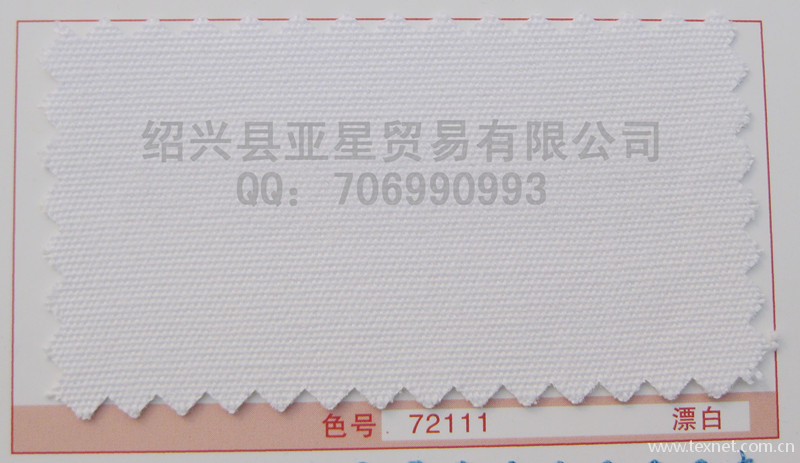 绍兴县亚星贸易有限公司
QQ：706990993
色号 72111 漂白
www.texnet.com.cn